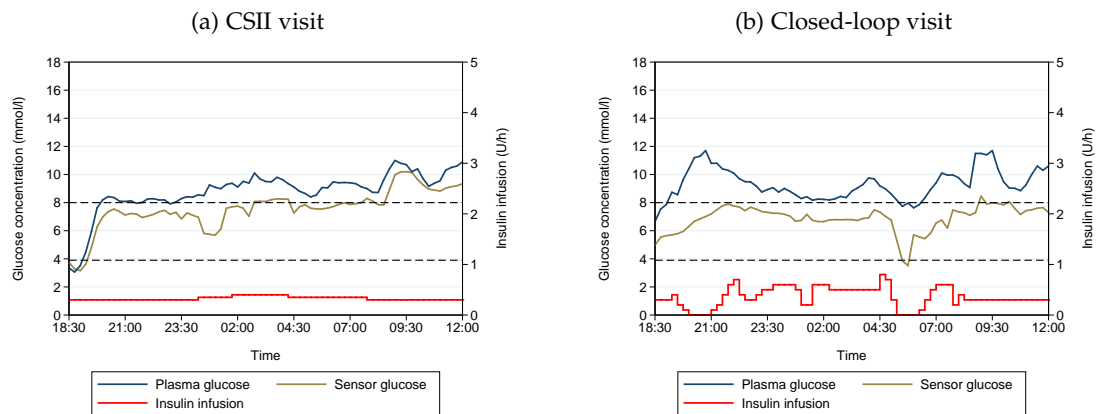 (a) CSII visit
18
16
14
12
10
8
6
4
2
0
Glucose concentration (mmol/l)
5
4
3
2
1
0
Insulin infusion (U/h)
18:30 21:00 23:30 02:00 04:30 07:00 09:30 12:00
Time
Plasma glucose Sensor glucose
Insulin infusion
(b) Closed-loop visit
18
16
14
12
10
8
6
4
2
0
Glucose concentration (mmol/l)
5
4
3
2
1
0
Insulin infusion (U/h)
18:30 21:00 23:30 02:00 04:30 07:00 09:30 12:00
Time
Plasma glucose Sensor glucose
Insulin infusion